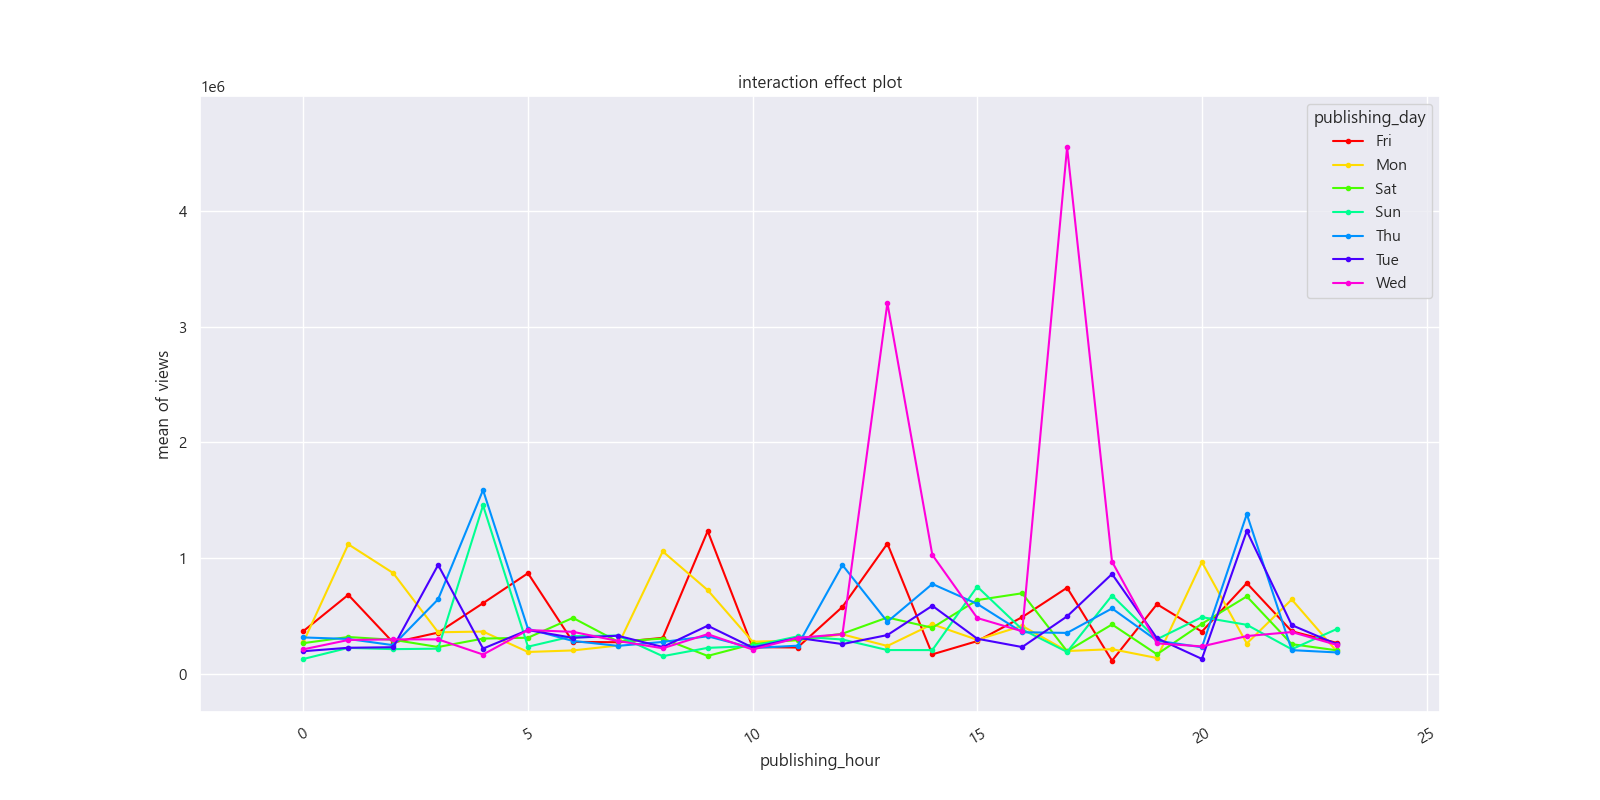 interaction effect plot
1e6
publishing_day
Fri
Mon
Sat
Sun
Thu
Tue
Wed
4
3
2
1
0
mean of views
0 5 10 15 20 25
publishing_hour